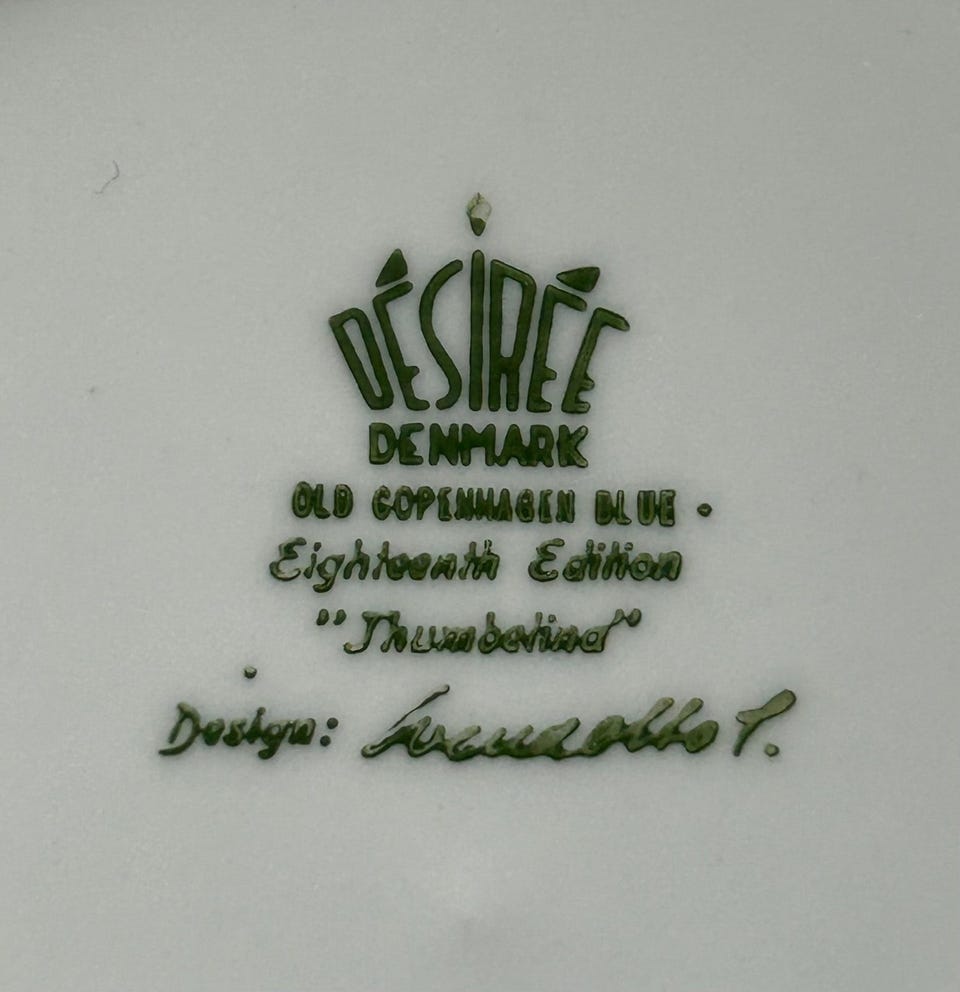 DÉSIRÉE
DENMARK
OLD COPENHAGEN BLUE
Eighteenth Edition
"Thumbelina"
Design: